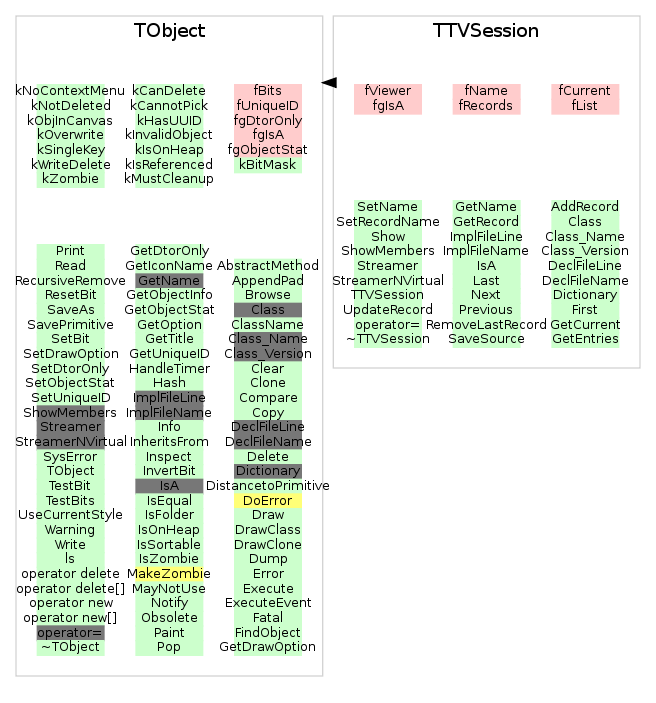 TObject
kNoContextMenu
kNotDeleted
kObjInCanvas
kOverwrite
kSingleKey
kWriteDelete
kZombie
kCanDelete
kCannotPick
kHasUUID
kInvalidObject
kIsOnHeap
kIsReferenced
kMustCleanup
fBits
fUniqueID
fgDtorOnly
fgIsA
fgObjectStat
kBitMask
Print
Read
RecursiveRemove
ResetBit
SaveAs
SavePrimitive
SetBit
SetDrawOption
SetDtorOnly
SetObjectStat
SetUniqueID
ShowMembers
Streamer
StreamerNVirtual
SysError
TObject
TestBit
TestBits
UseCurrentStyle
Warning
Write
ls
operator delete
operator delete[]
operator new
operator new[]
operator=
~TObject
GetDtorOnly
GetIconName
GetName
GetObjectInfo
GetObjectStat
GetOption
GetTitle
GetUniqueID
HandleTimer
Hash
ImplFileLine
ImplFileName
Info
InheritsFrom
Inspect
InvertBit
IsA
IsEqual
IsFolder
IsOnHeap
IsSortable
IsZombie
MakeZombie
MayNotUse
Notify
Obsolete
Paint
Pop
AbstractMethod
AppendPad
Browse
Class
ClassName
Class_Name
Class_Version
Clear
Clone
Compare
Copy
DeclFileLine
DeclFileName
Delete
Dictionary
DistancetoPrimitive
DoError
Draw
DrawClass
DrawClone
Dump
Error
Execute
ExecuteEvent
Fatal
FindObject
GetDrawOption
TTVSession
fViewer
fgIsA
fName
fRecords
fCurrent
fList
SetName
SetRecordName
Show
ShowMembers
Streamer
StreamerNVirtual
TTVSession
UpdateRecord
operator=
~TTVSession
GetName
GetRecord
ImplFileLine
ImplFileName
IsA
Last
Next
Previous
RemoveLastRecord
SaveSource
AddRecord
Class
Class_Name
Class_Version
DeclFileLine
DeclFileName
Dictionary
First
GetCurrent
GetEntries